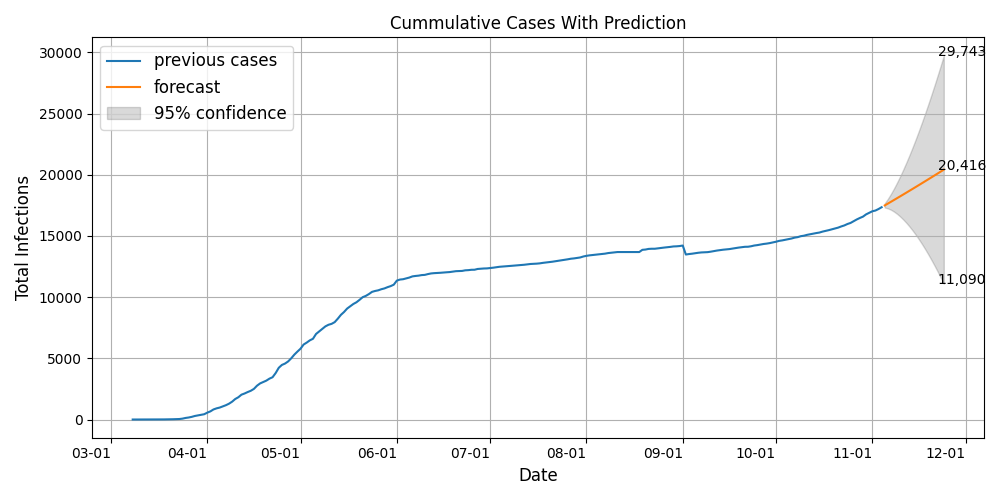 Cummulative Cases With Prediction
30000
25000
20000
15000
10000
5000
0
Total Infections
previous cases
forecast
95% confidence
29,743
20,416
11,090
03-01 04-01 05-01 06-01 07-01 08-01 09-01 10-01 11-01 12-01
Date